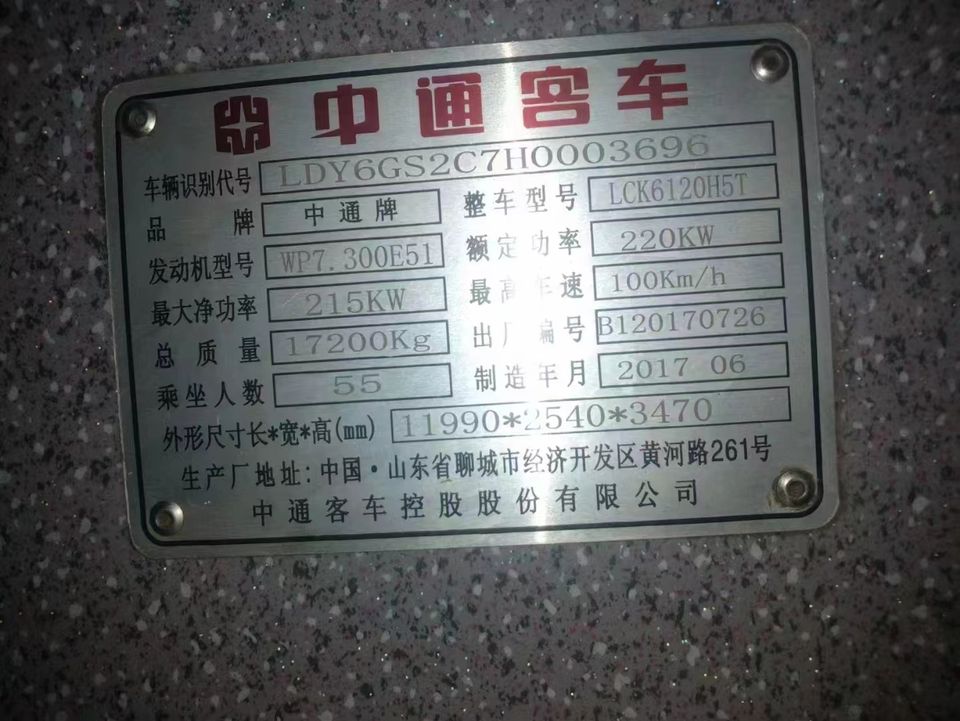 中通客车
车辆识别代号 LDY6GS2C7H0003696
品牌 中通牌 整车型号 LCK6120H5T
发动机型号 WP7.300E51 额定功率 220KW
最大净功率 215KW 最高车速 100Km/h
总质量 17200Kg 出厂编号 B120170726
乘坐人数 55 制造年月 2017 06
外形尺寸长*宽*高(mm) 11990*2540*3470
生产厂地址:中国·山东省聊城市经济开发区黄河路261号
中通客车控股股份有限公司